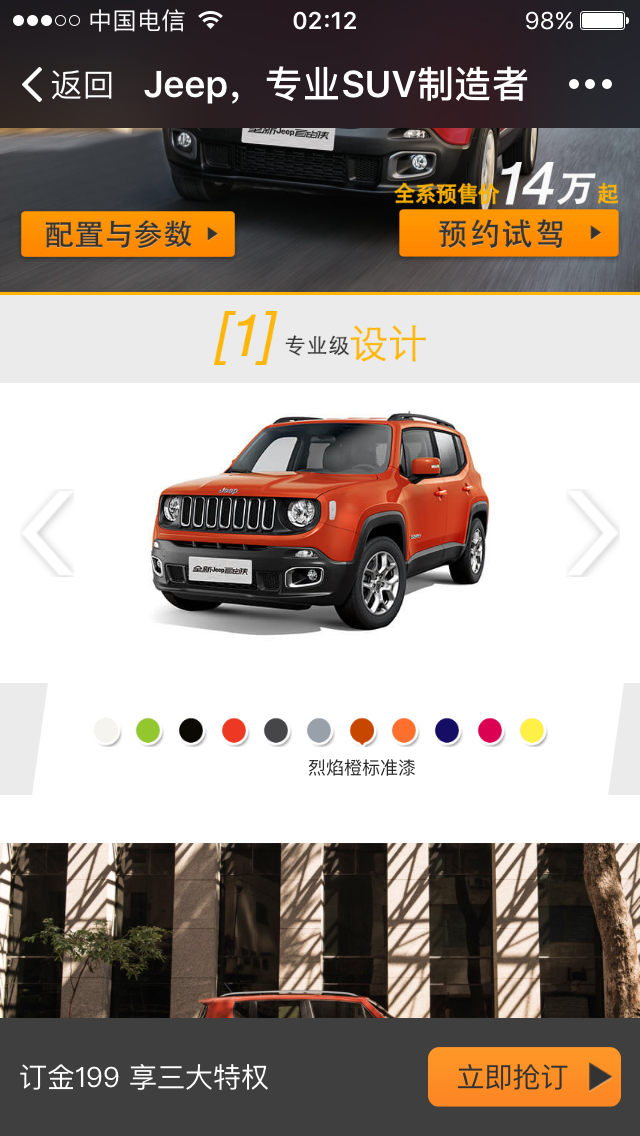 中国电信 02:12 98%
返回 Jeep，专业SUV制造者
全新Jeep自由侠
全系预售价14万起
配置与参数 预约试驾
[1] 专业级设计
Jeep
全新Jeep自由侠
烈焰橙标准漆
订金199 享三大特权 立即抢订